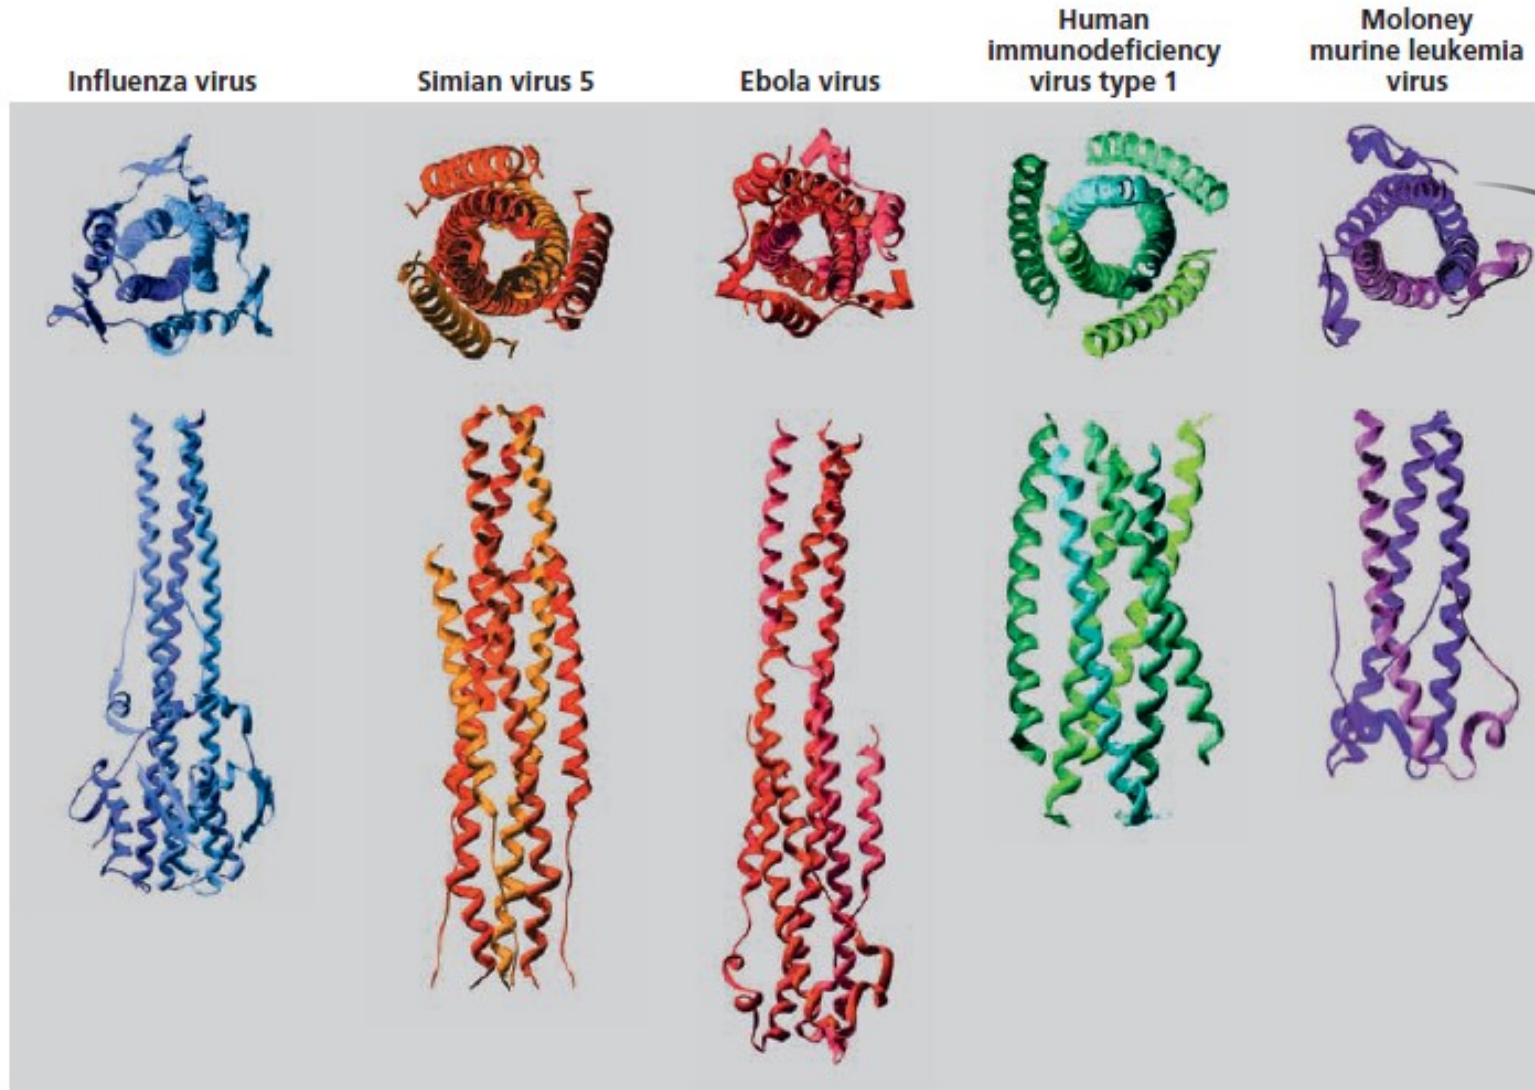 Influenza virus
Simian virus 5
Ebola virus
Human
immunodeficiency
virus type 1
Moloney
murine leukemia
virus